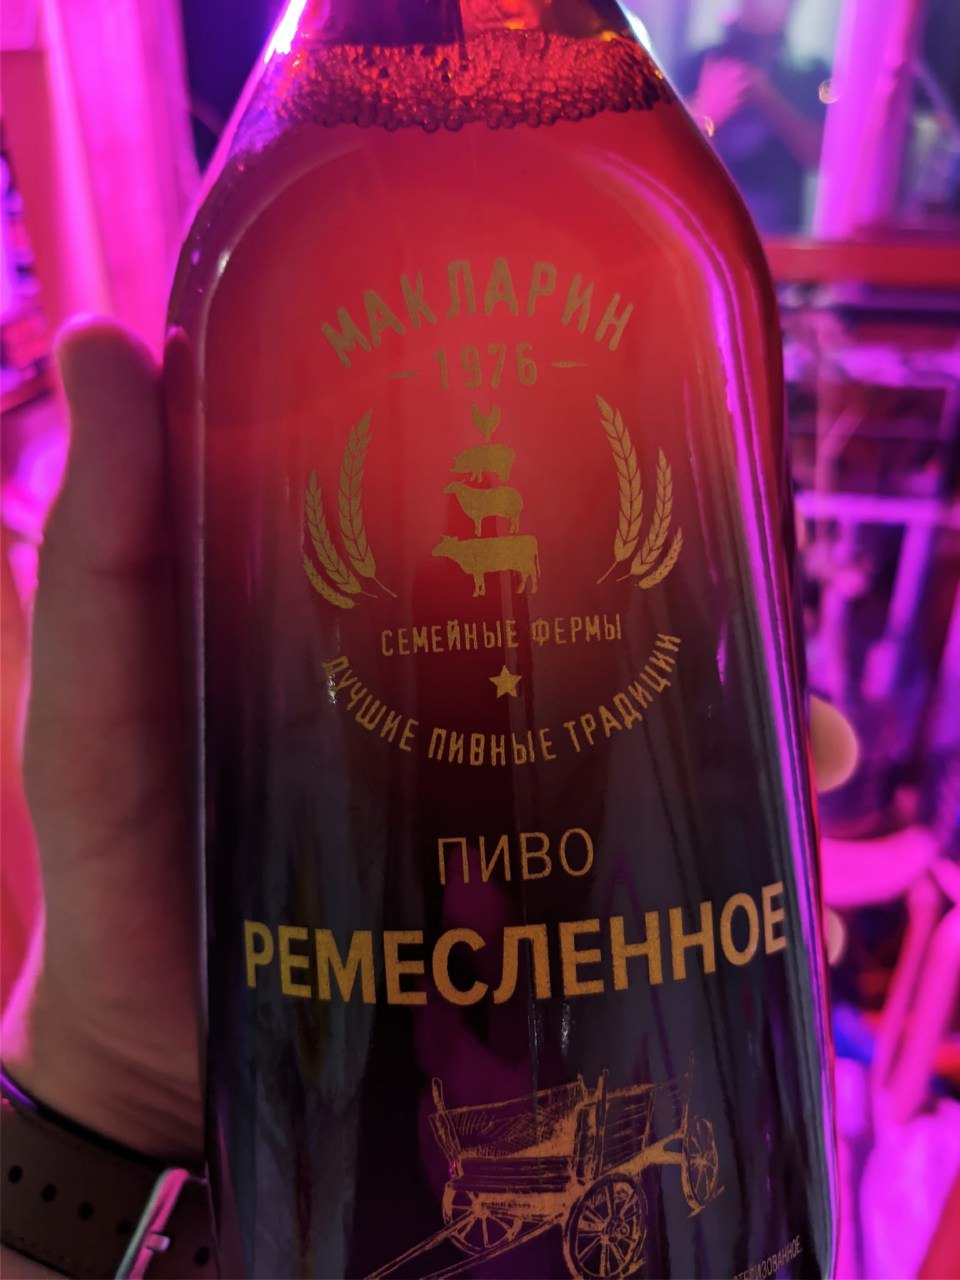 МАКЛАРИН
1976
СЕМЕЙНЫЕ ФЕРМЫ
ЛУЧШИЕ ПИВНЫЕ ТРАДИЦИИ
ПИВО
РЕМЕСЛЕННОЕ